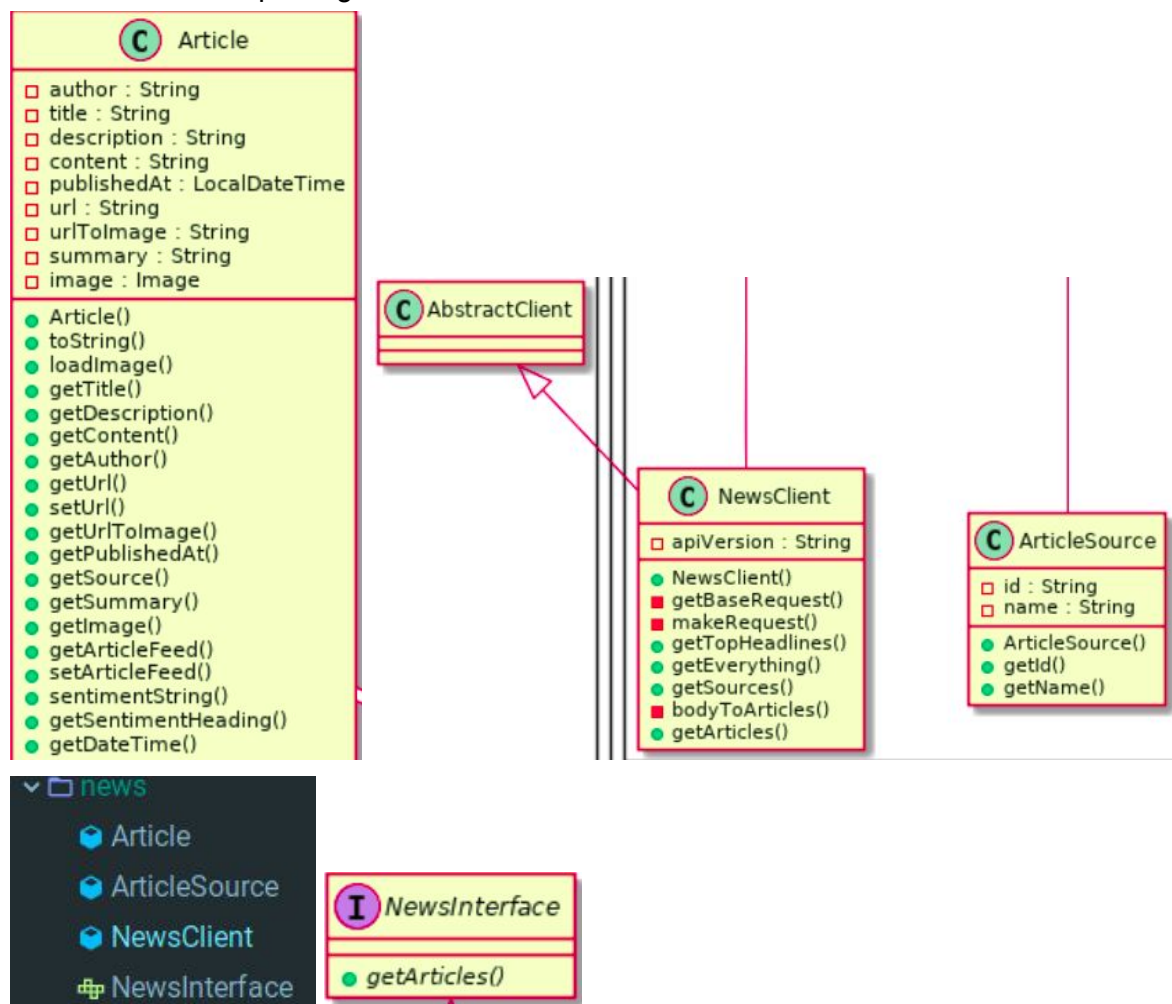 C Article
author : String
title : String
description : String
content : String
publishedAt : LocalDateTime
url : String
urlToImage : String
summary : String
image : Image
Article()
toString()
loadImage()
getTitle()
getDescription()
getContent()
getAuthor()
getUrl()
setUrl()
getUrlToImage()
getPublishedAt()
getSource()
getSummary()
getImage()
getArticleFeed()
setArticleFeed()
sentimentString()
getSentimentHeading()
getDateTime()
C AbstractClient
C NewsClient
apiVersion : String
NewsClient()
getBaseRequest()
makeRequest()
getTopHeadlines()
getEverything()
getSources()
bodyToArticles()
getArticles()
C ArticleSource
id : String
name : String
ArticleSource()
getId()
getName()
news
Article
ArticleSource
NewsClient
NewsInterface
I NewsInterface
getArticles()